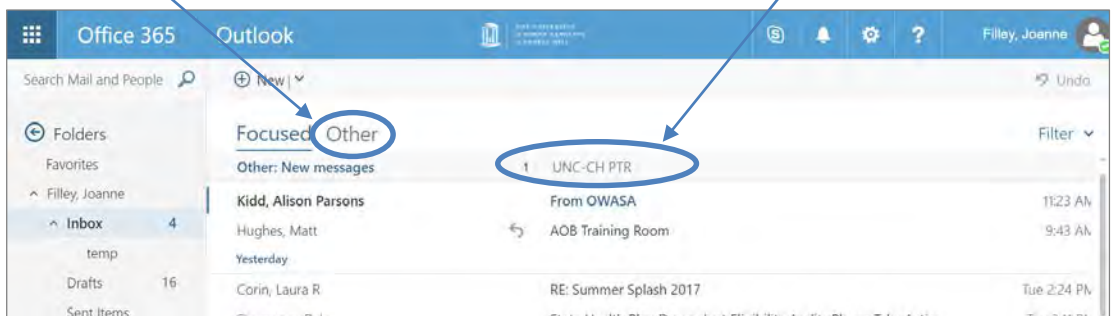 Office 365 Outlook Filley, Joanne
Search Mail and People New Undo
Folders Focused Other Filter
Favorites Other: New messages 1 UNC-CH PTR
Filley, Joanne Kidd, Alison Parsons From OWASA 11:23 AM
Inbox 4 Hughes, Matt AOB Training Room 9:43 AM
temp Yesterday
Drafts 16 Corin, Laura R RE: Summer Splash 2017 Tue 2:24 PM
Sent Items